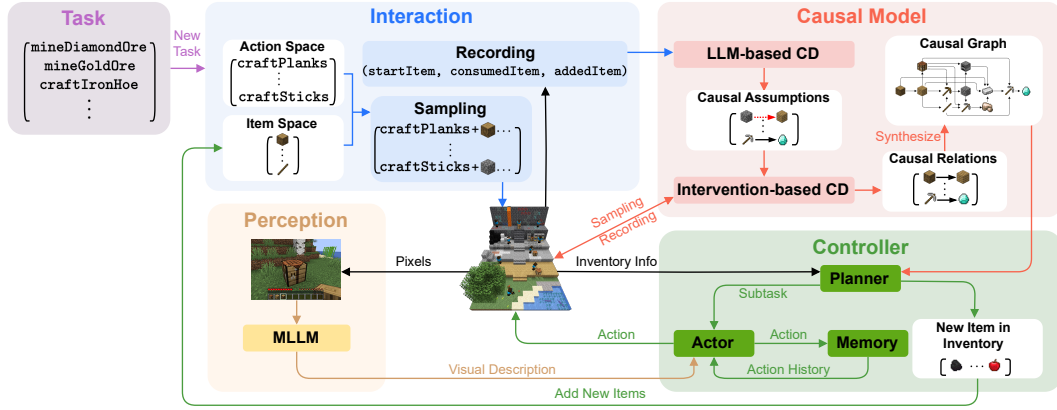 Task
mineDiamondOre
mineGoldOre
craftIronHoe
New
Task
Interaction
Action Space
craftPlanks
craftSticks
Item Space
Recording
(startItem, consumedItem, addedItem)
Sampling
craftPlanks+ ...
craftSticks+ ...
Causal Model
LLM-based CD
Causal Assumptions
Intervention-based CD
Causal Graph
Synthesize
Causal Relations
Sampling
Recording
Perception
Pixels
MLLM
Inventory Info
Controller
Planner
Subtask
Action
Actor
Action
Memory
Action History
New Item in
Inventory
Visual Description
Add New Items